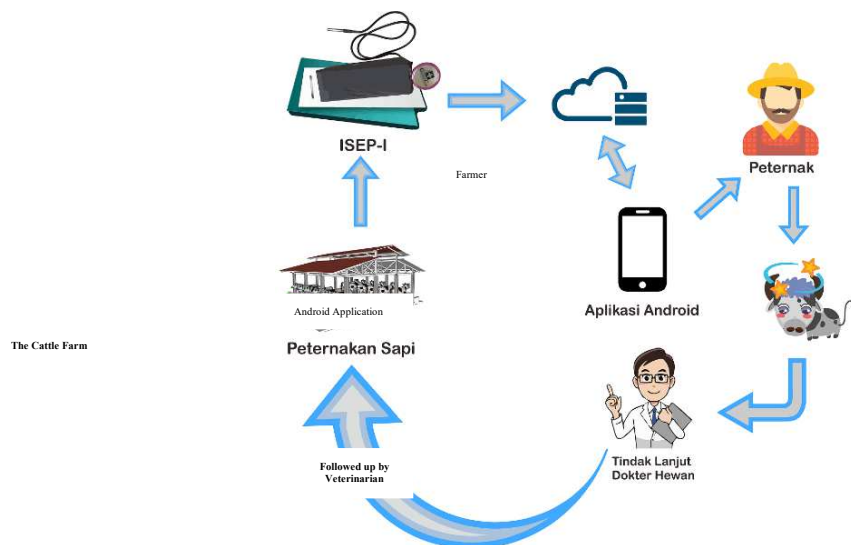 ISEP-I
Farmer
Peternak
Android Application
Aplikasi Android
The Cattle Farm
Peternakan Sapi
Followed up by
Veterinarian
Tindak Lanjut
Dokter Hewan